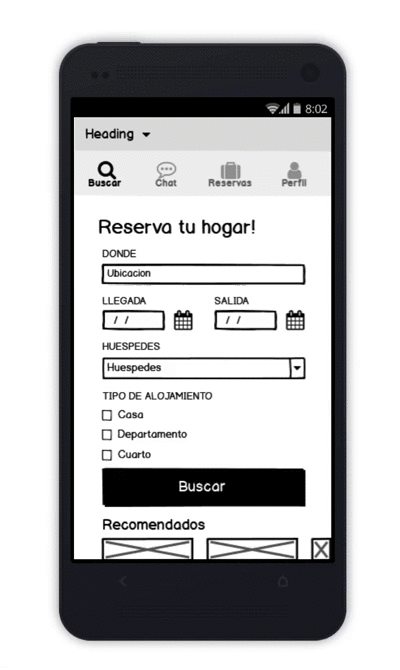 8:02
Heading
Buscar Chat Reservas Perfil
Reserva tu hogar!
DONDE
Ubicacion
LLEGADA SALIDA
/ / / /
HUESPEDES
Huespedes
TIPO DE ALOJAMIENTO
Casa
Departamento
Cuarto
Buscar
Recomendados